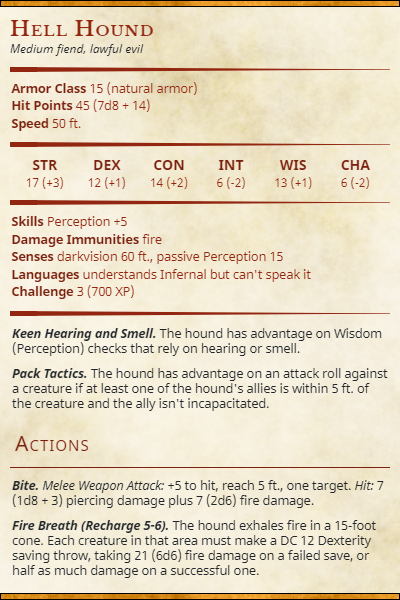 Hell Hound
Medium fiend, lawful evil
Armor Class 15 (natural armor)
Hit Points 45 (7d8 + 14)
Speed 50 ft.
STR DEX CON INT WIS CHA
17 (+3) 12 (+1) 14 (+2) 6 (-2) 13 (+1) 6 (-2)
Skills Perception +5
Damage Immunities fire
Senses darkvision 60 ft., passive Perception 15
Languages understands Infernal but can't speak it
Challenge 3 (700 XP)
Keen Hearing and Smell. The hound has advantage on Wisdom
(Perception) checks that rely on hearing or smell.
Pack Tactics. The hound has advantage on an attack roll against
a creature if at least one of the hound's allies is within 5 ft. of
the creature and the ally isn't incapacitated.
Actions
Bite. Melee Weapon Attack: +5 to hit, reach 5 ft., one target. Hit: 7
(1d8 + 3) piercing damage plus 7 (2d6) fire damage.
Fire Breath (Recharge 5-6). The hound exhales fire in a 15-foot
cone. Each creature in that area must make a DC 12 Dexterity
saving throw, taking 21 (6d6) fire damage on a failed save, or
half as much damage on a successful one.